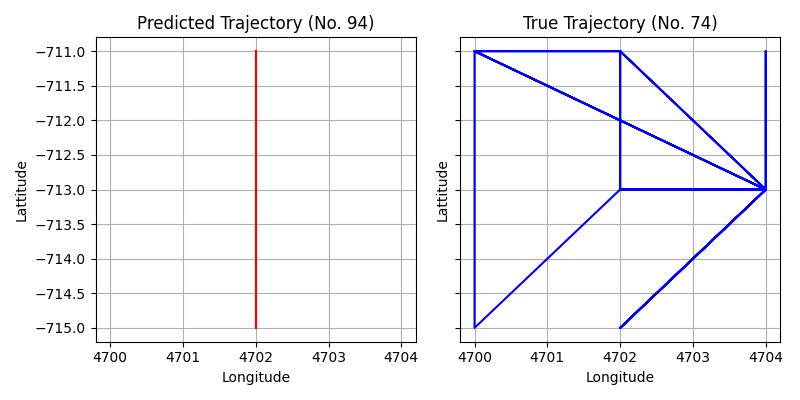 Predicted Trajectory (No. 94)
−711.0
−711.5
−712.0
−712.5
−713.0
−713.5
−714.0
−714.5
−715.0
Lattitude
4700 4701 4702 4703 4704
Longitude
True Trajectory (No. 74)
Lattitude
4700 4701 4702 4703 4704
Longitude